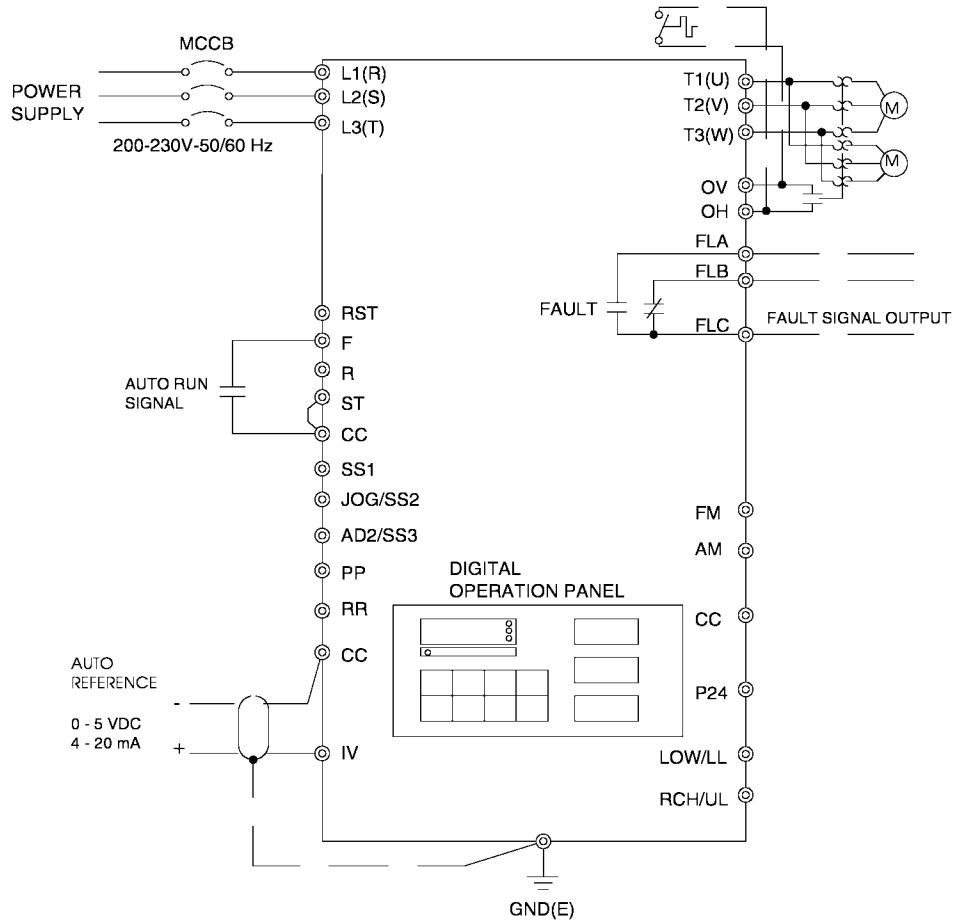 MCCB
POWER
SUPPLY
200-230V-50/60 Hz
L1(R)
L2(S)
L3(T)
T1(U)
T2(V)
T3(W)
M
M
OV
OH
FLA
FLB
FLC
FAULT
FAULT SIGNAL OUTPUT
RST
F
R
ST
CC
AUTO RUN
SIGNAL
SS1
JOG/SS2
AD2/SS3
PP
RR
CC
IV
AUTO
REFERENCE
-
0 - 5 VDC
4 - 20 mA
+
DIGITAL
OPERATION PANEL
FM
AM
CC
P24
LOW/LL
RCH/UL
GND(E)